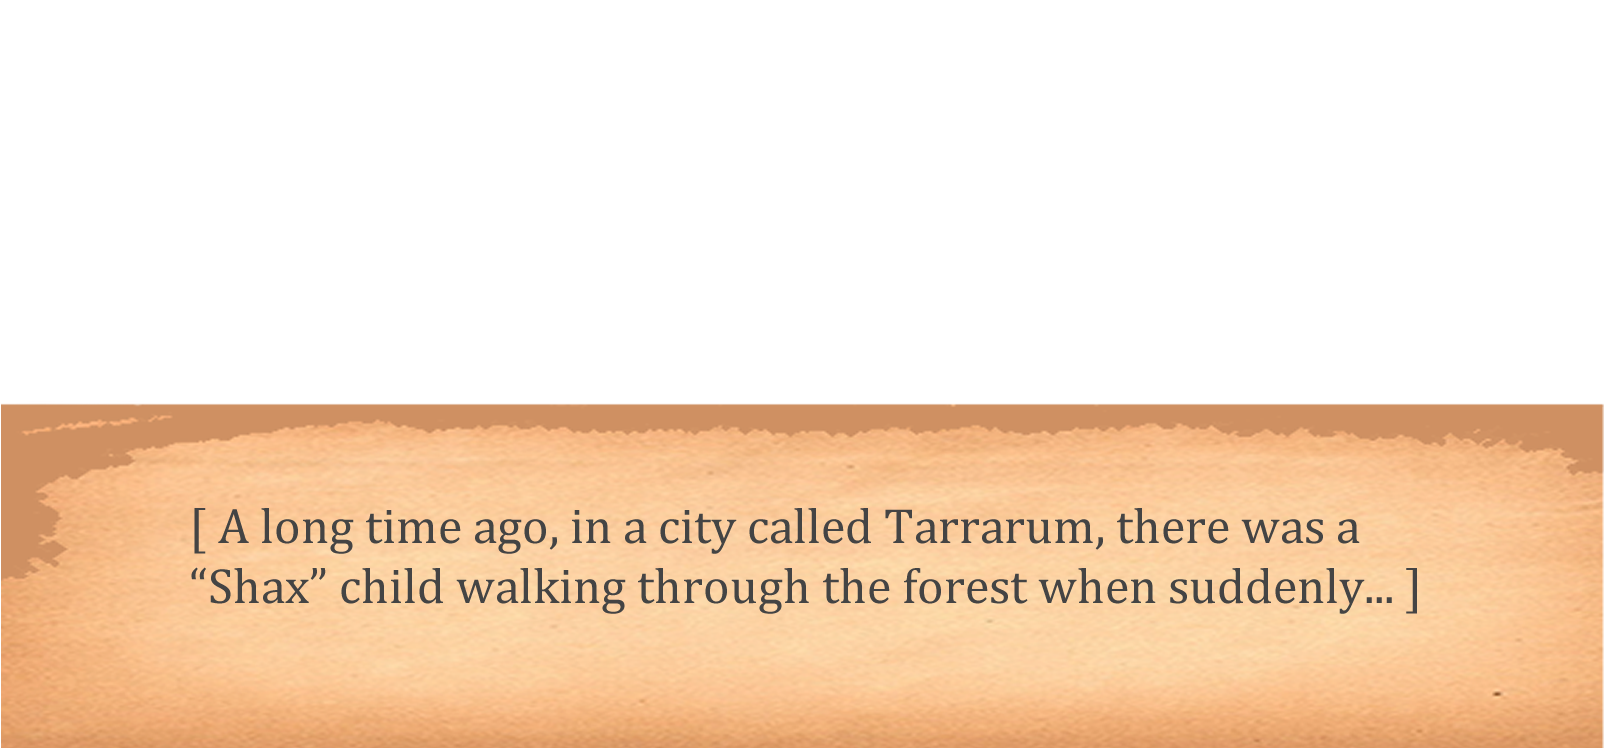 [ A long time ago, in a city called Tarrarum, there was a
“Shax” child walking through the forest when suddenly... ]